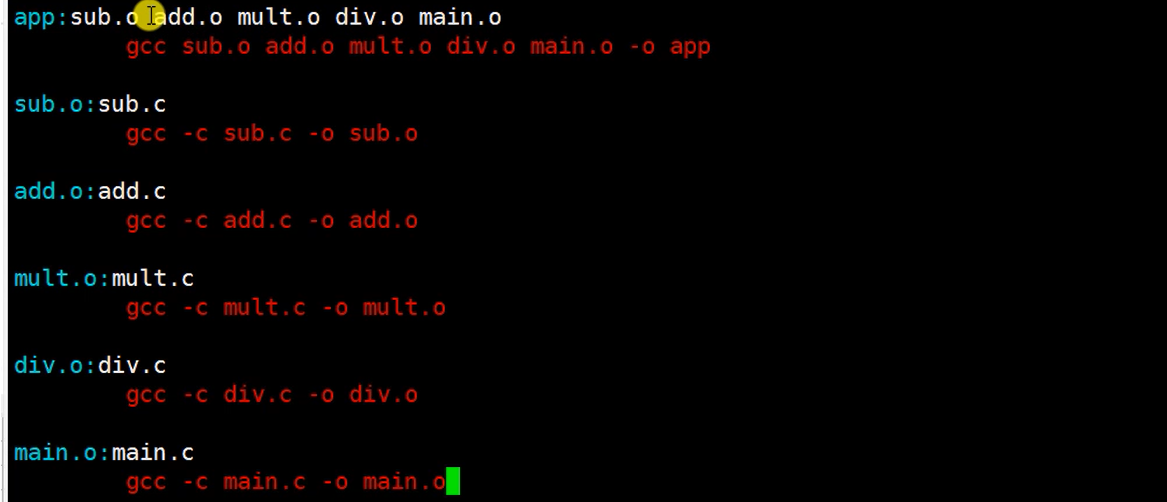 app:sub.o add.o mult.o div.o main.o
gcc sub.o add.o mult.o div.o main.o -o app
sub.o:sub.c
gcc -c sub.c -o sub.o
add.o:add.c
gcc -c add.c -o add.o
mult.o:mult.c
gcc -c mult.c -o mult.o
div.o:div.c
gcc -c div.c -o div.o
main.o:main.c
gcc -c main.c -o main.o